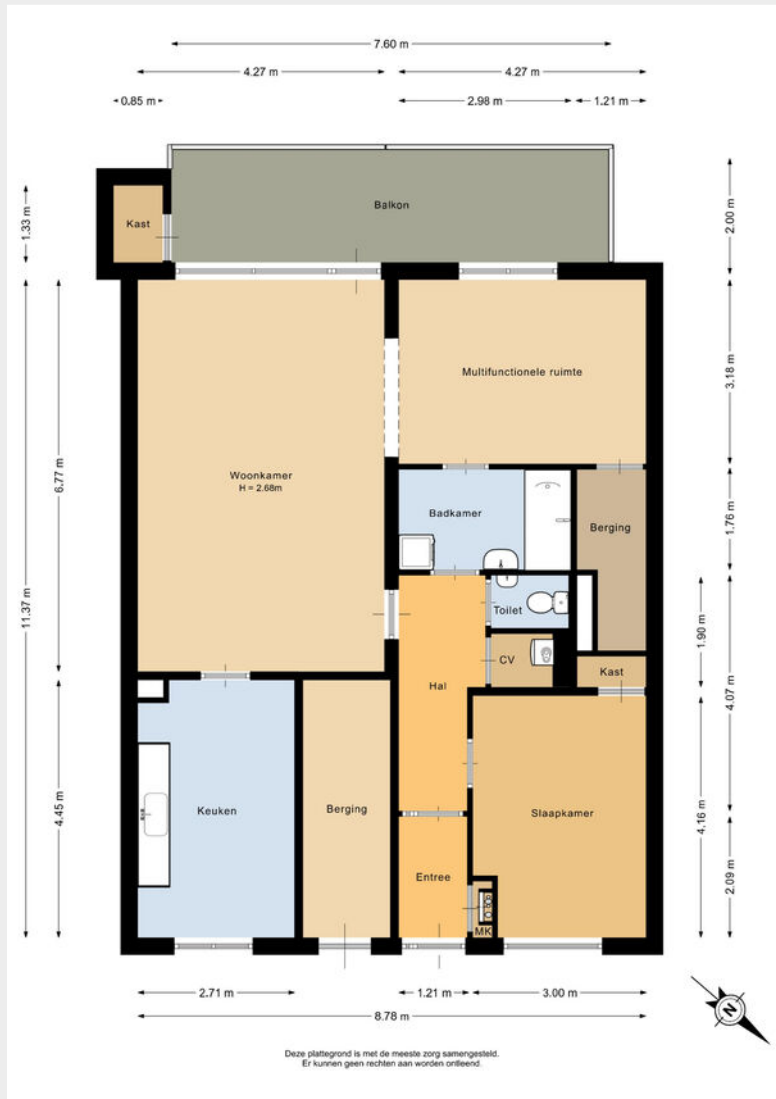 7.60 m
4.27 m
4.27 m
0.85 m
2.98 m
1.21 m
Balkon
Kast
1.33 m
2.00 m
Multifunctionele ruimte
3.18 m
Woonkamer
H = 2.68m
6.77 m
Badkamer
Berging
1.76 m
11.37 m
Toilet
1.90 m
CV
Kast
Hal
4.07 m
Keuken
Berging
Slaapkamer
4.45 m
4.16 m
Entree
2.09 m
MK
2.71 m
1.21 m
3.00 m
8.78 m
N
Deze plattegrond is met de meeste zorg samengesteld.
Er kunnen geen rechten aan worden ontleend.